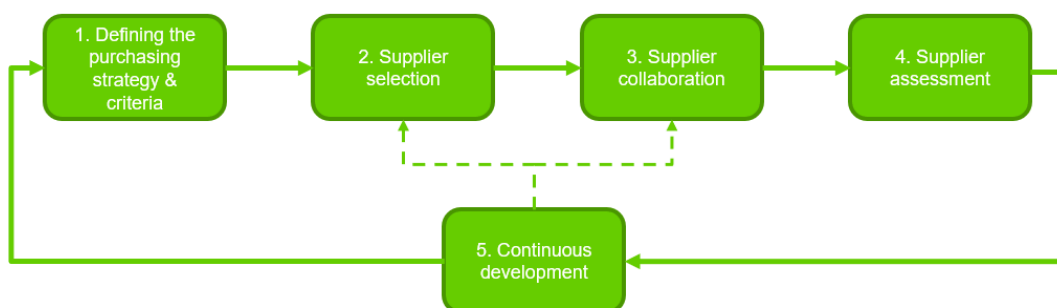 1. Defining the
purchasing
strategy &
criteria
2. Supplier
selection
3. Supplier
collaboration
4. Supplier
assessment
5. Continuous
development